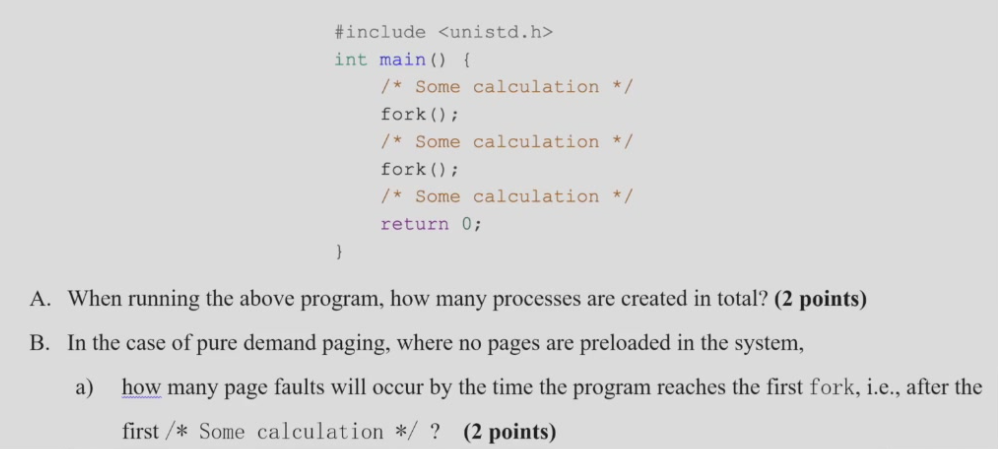 #include <unistd.h>
int main() {
/* Some calculation */
fork();
/* Some calculation */
fork();
/* Some calculation */
return 0;
}
A. When running the above program, how many processes are created in total? (2 points)
B. In the case of pure demand paging, where no pages are preloaded in the system,
a) how many page faults will occur by the time the program reaches the first fork, i.e., after the
first /* Some calculation */ ? (2 points)